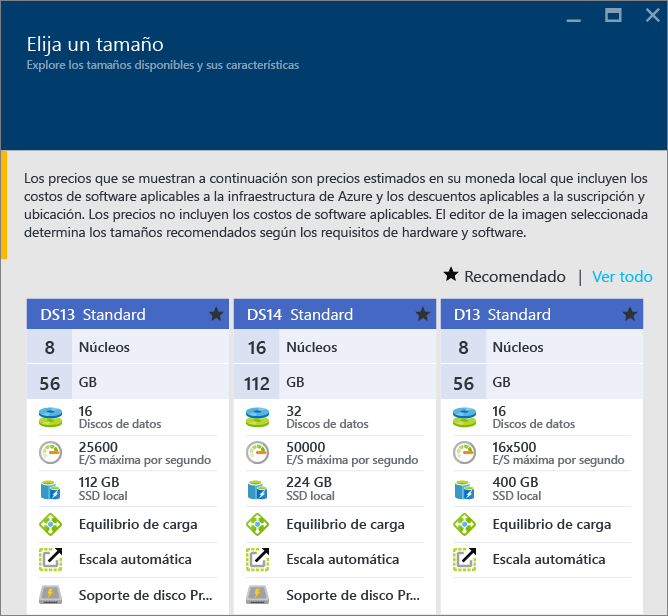 Elija un tamaño
Explore los tamaños disponibles y sus características
Los precios que se muestran a continuación son precios estimados en su moneda local que incluyen los
costos de software aplicables a la infraestructura de Azure y los descuentos aplicables a la suscripción y
ubicación. Los precios no incluyen los costos de software aplicables. El editor de la imagen seleccionada
determina los tamaños recomendados según los requisitos de hardware y software.
Recomendado | Ver todo
DS13 Standard
8 Núcleos
56 GB
16
Discos de datos
25600
E/S máxima por segundo
112 GB
SSD local
Equilibrio de carga
Escala automática
Soporte de disco Pr...
DS14 Standard
16 Núcleos
112 GB
32
Discos de datos
50000
E/S máxima por segundo
224 GB
SSD local
Equilibrio de carga
Escala automática
Soporte de disco Pr...
D13 Standard
8 Núcleos
56 GB
16
Discos de datos
16x500
E/S máxima por segundo
400 GB
SSD local
Equilibrio de carga
Escala automática